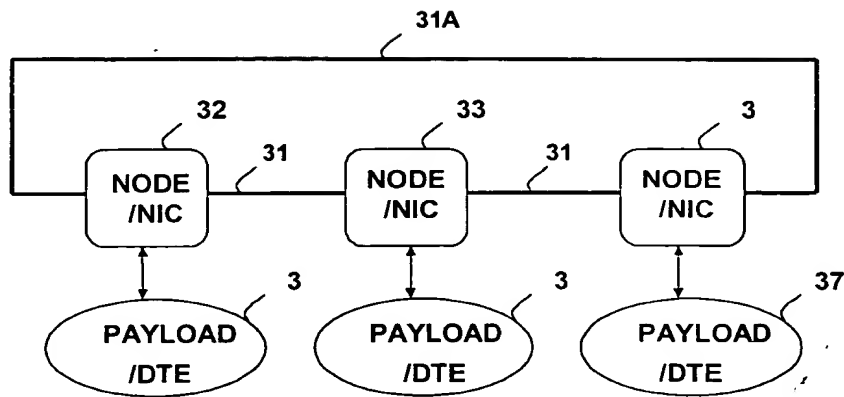 31A
32
33
3
31
31
NODE
/NIC
NODE
/NIC
NODE
/NIC
3
3
37
PAYLOAD
/DTE
PAYLOAD
/DTE
PAYLOAD
/DTE